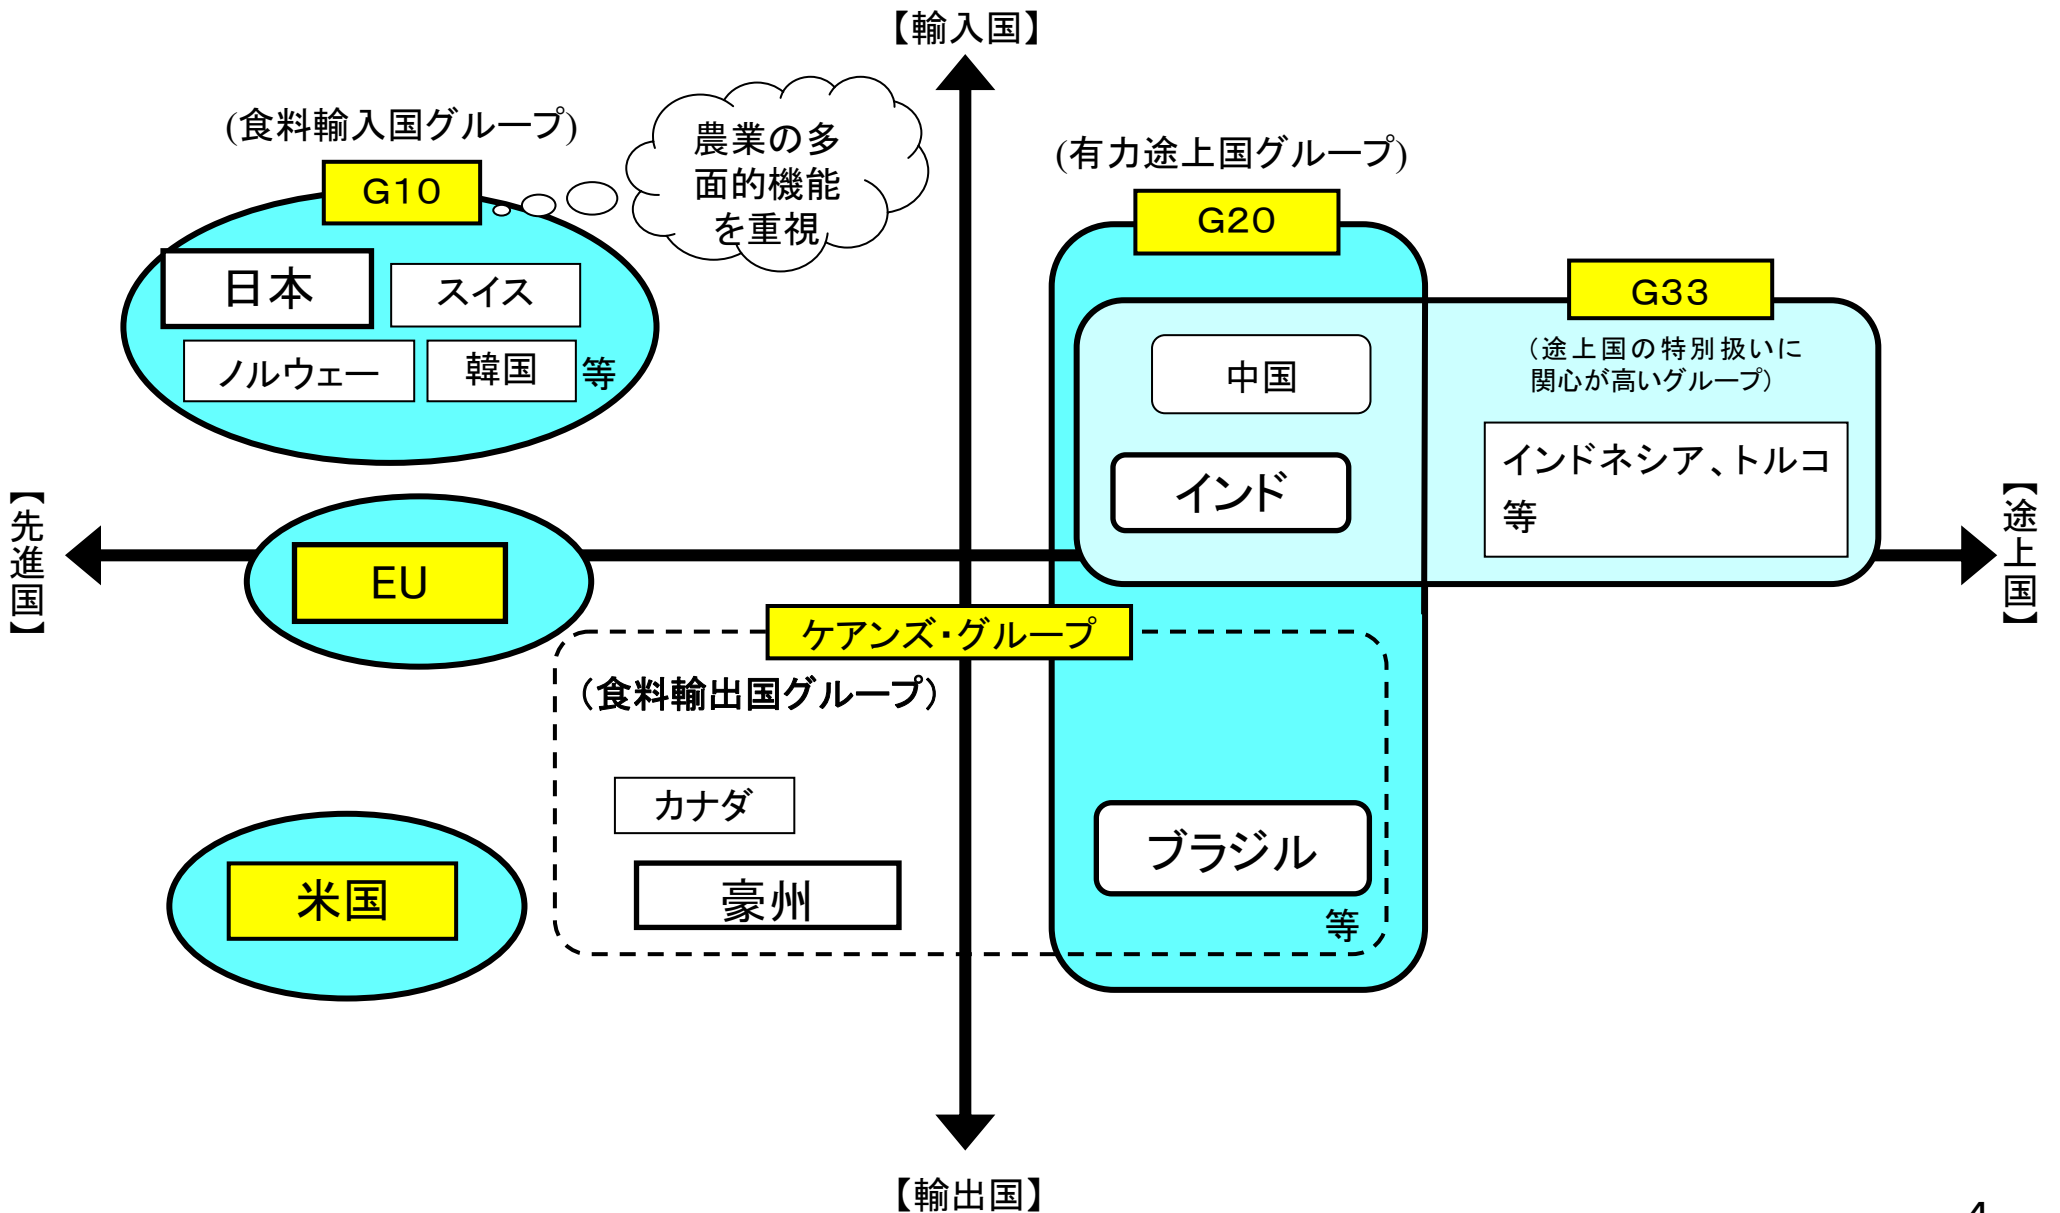 【輸入国】
(食料輸入国グループ)
G10
農業の多
面的機能
を重視
日本
スイス
ノルウェー
韓国
等
(有力途上国グループ)
G20
G33
（途上国の特別扱いに
関心が高いグループ）
中国
インド
インドネシア、トルコ
等
【先進国】
【途上国】
EU
ケアンズ・グループ
（食料輸出国グループ）
カナダ
豪州
米国
ブラジル
等
【輸出国】
4